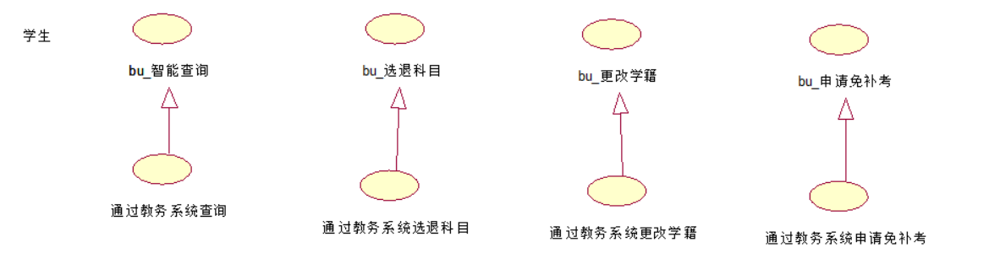 学生
bu_智能查询
bu_选退科目
bu_更改学籍
bu_申请免补考
通过教务系统查询
通过教务系统选退科目
通过教务系统更改学籍
通过教务系统申请免补考